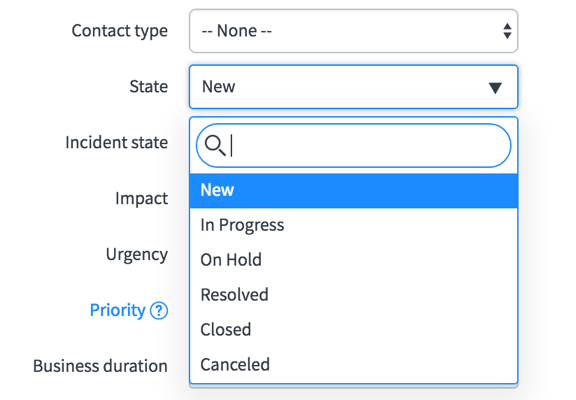 Contact type
-- None --
State
New
Incident state
New
Impact
In Progress
Urgency
On Hold
Priority ?
Resolved
Closed
Business duration
Canceled